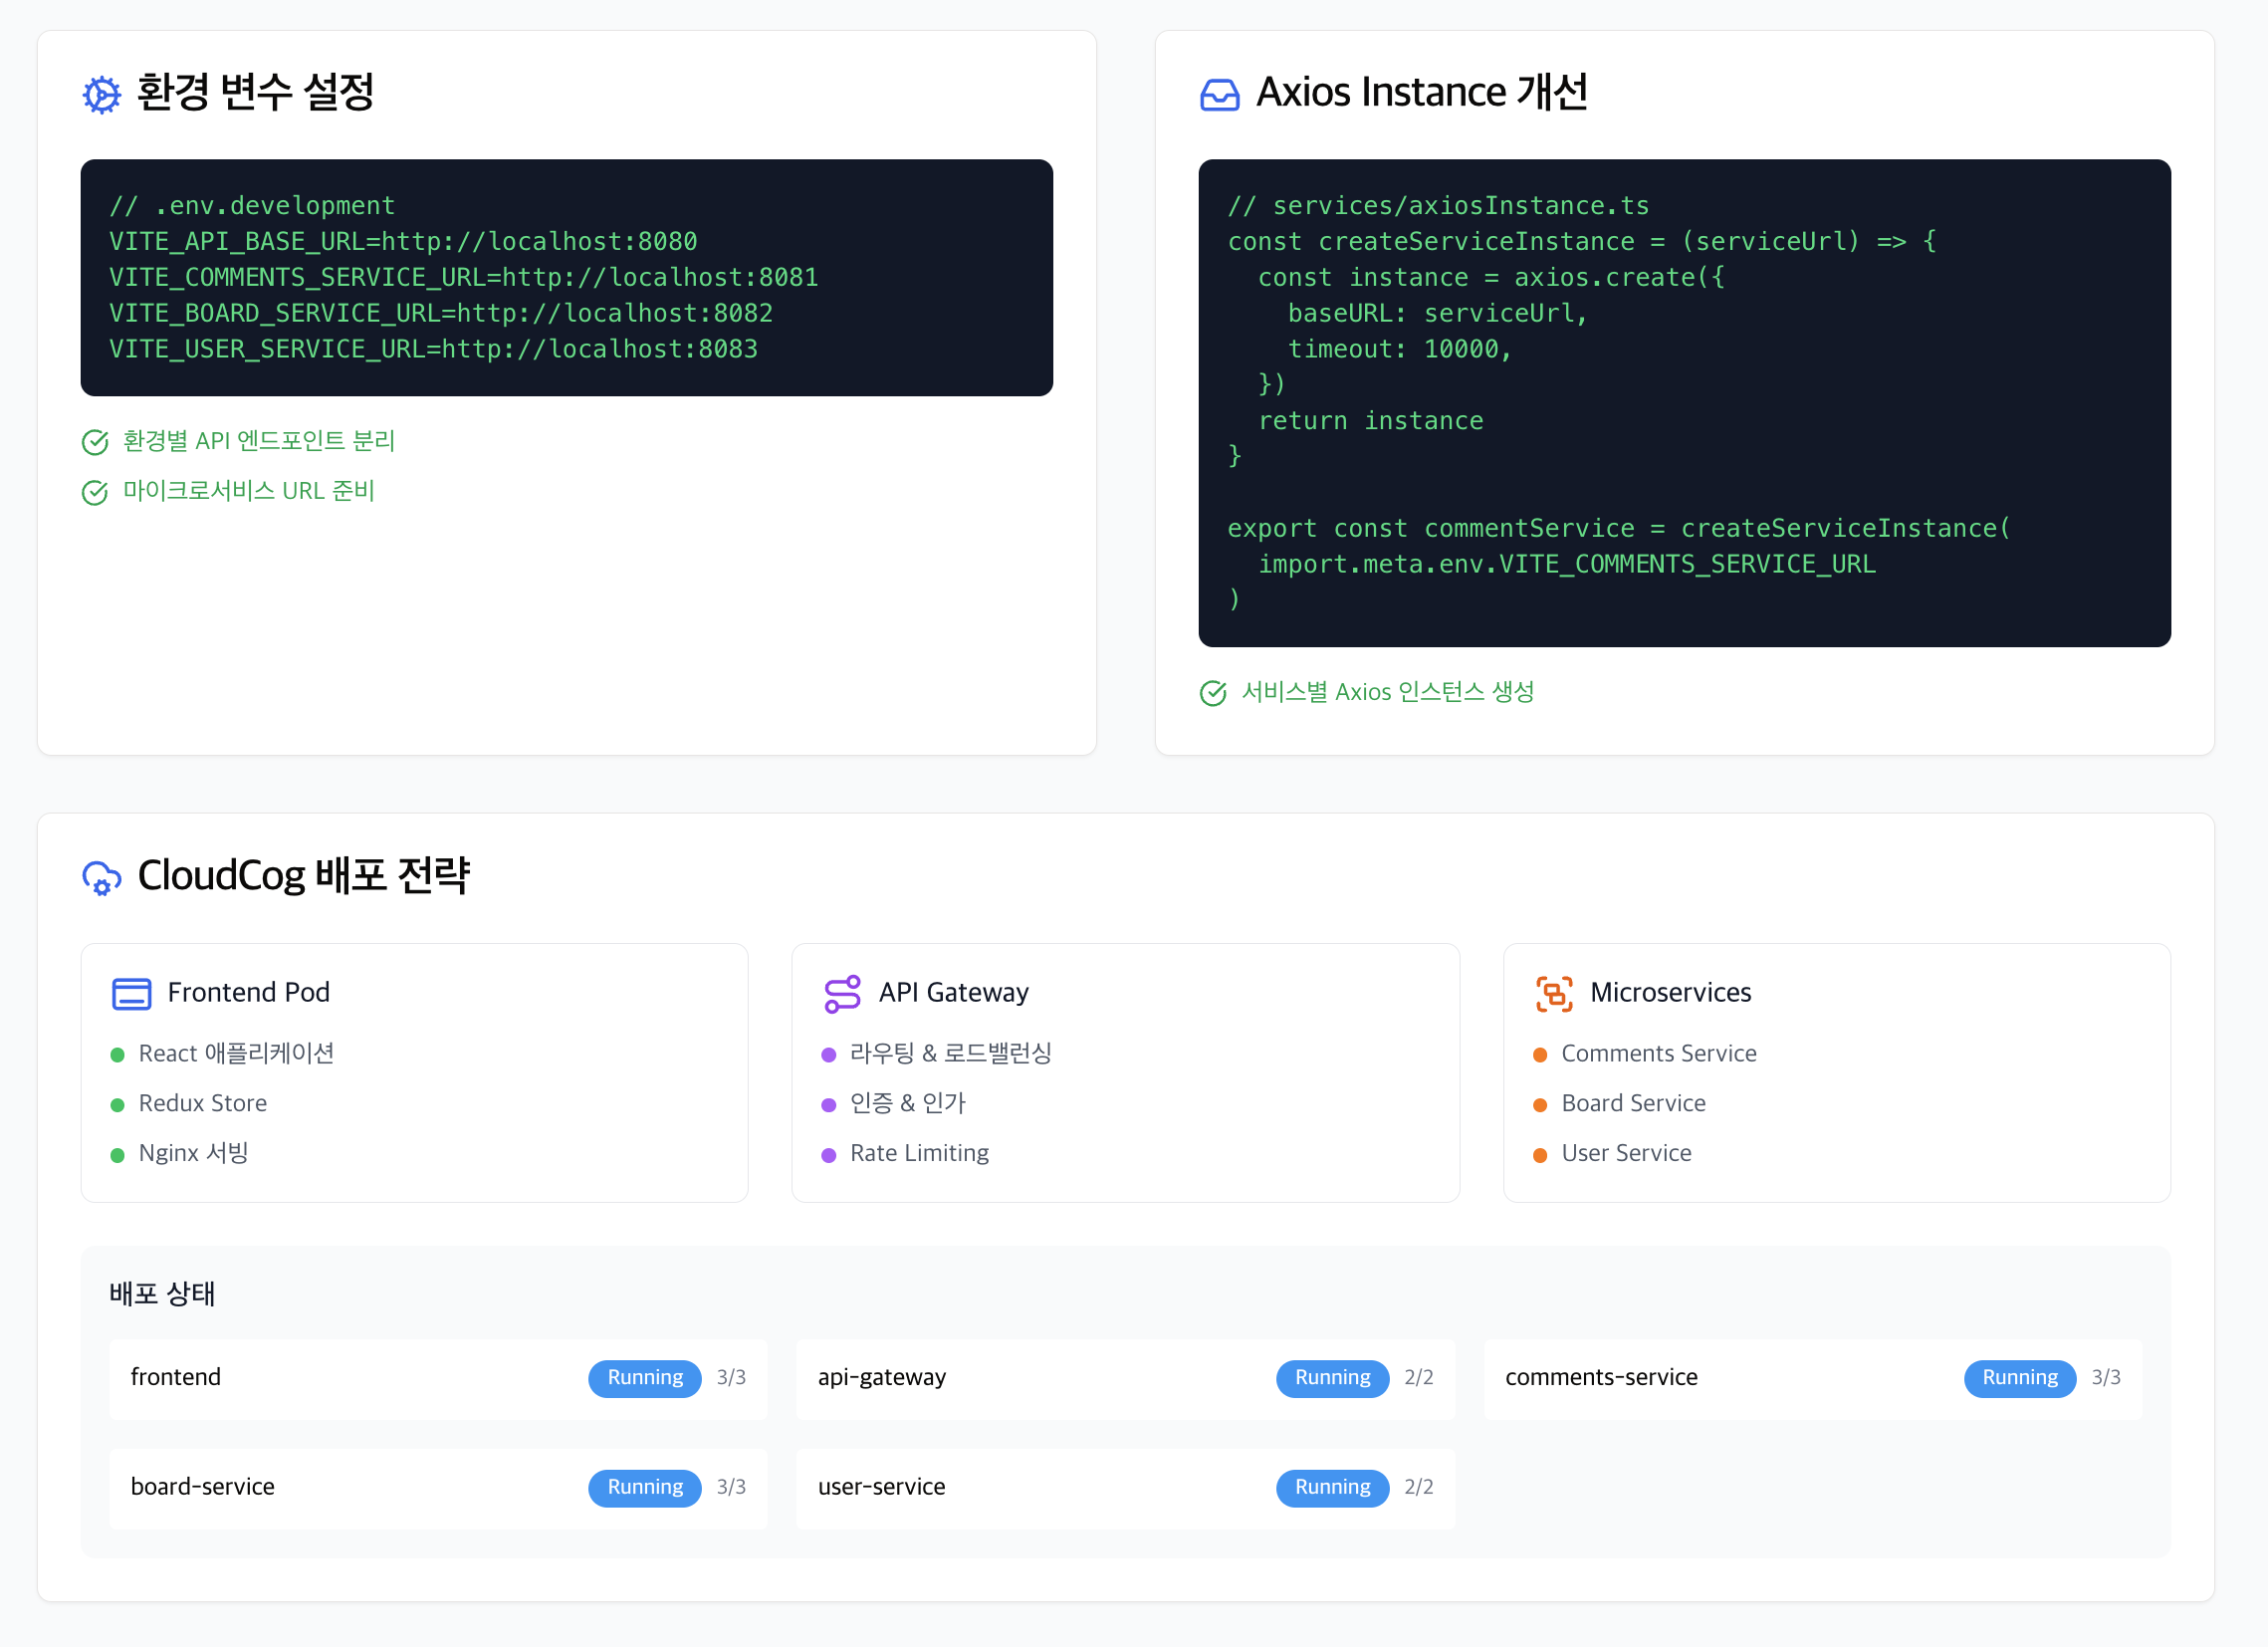 환경 변수 설정
// .env.development
VITE_API_BASE_URL=http://localhost:8080
VITE_COMMENTS_SERVICE_URL=http://localhost:8081
VITE_BOARD_SERVICE_URL=http://localhost:8082
VITE_USER_SERVICE_URL=http://localhost:8083
환경별 API 엔드포인트 분리
마이크로서비스 URL 준비
Axios Instance 개선
// services/axiosInstance.ts
const createServiceInstance = (serviceUrl) => {
  const instance = axios.create({
    baseURL: serviceUrl,
    timeout: 10000,
  })
  return instance
}
export const commentService = createServiceInstance(
  import.meta.env.VITE_COMMENTS_SERVICE_URL
)
서비스별 Axios 인스턴스 생성
CloudCog 배포 전략
Frontend Pod
React 애플리케이션
Redux Store
Nginx 서빙
API Gateway
라우팅 & 로드밸런싱
인증 & 인가
Rate Limiting
Microservices
Comments Service
Board Service
User Service
배포 상태
frontend Running 3/3
api-gateway Running 2/2
comments-service Running 3/3
board-service Running 3/3
user-service Running 2/2